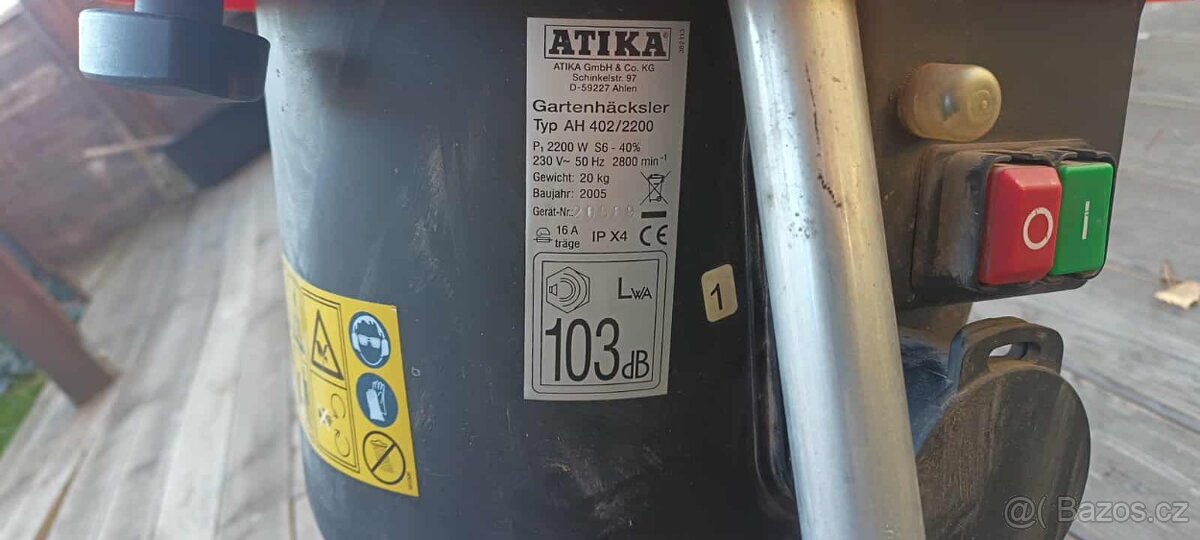 ATIKA®
382113
ATIKA GmbH & Co. KG
Schinkelstr. 97
D-59227 Ahlen
Gartenhäcksler
Typ AH 402/2200
P1 2200 W S6 - 40%
230 V~ 50 Hz 2800 min⁻¹
Gewicht: 20 kg
Baujahr: 2005
Gerät-Nr.:
16 A
träge
IP X4 CE
LWA
103 dB
1
@( Bazos.cz